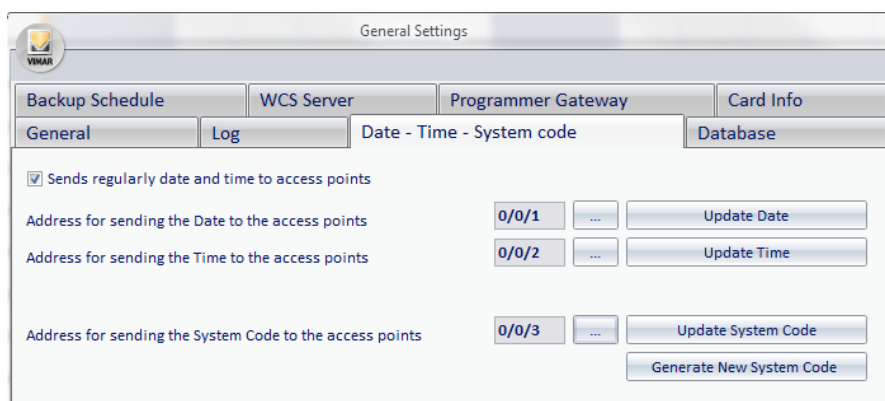 General Settings
VIMAR
Backup Schedule WCS Server Programmer Gateway Card Info
General Log Date - Time - System code Database
Sends regularly date and time to access points
Address for sending the Date to the access points 0/0/1 ... Update Date
Address for sending the Time to the access points 0/0/2 ... Update Time
Address for sending the System Code to the access points 0/0/3 ... Update System Code
Generate New System Code